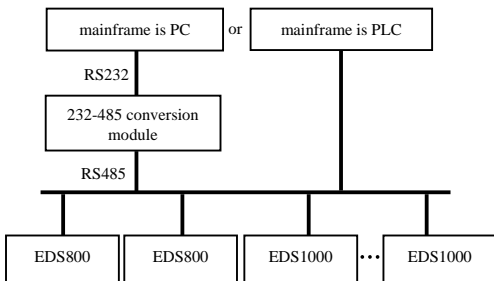 mainframe is PC
or
mainframe is PLC
RS232
232-485 conversion
module
RS485
EDS800
EDS800
EDS1000
···
EDS1000